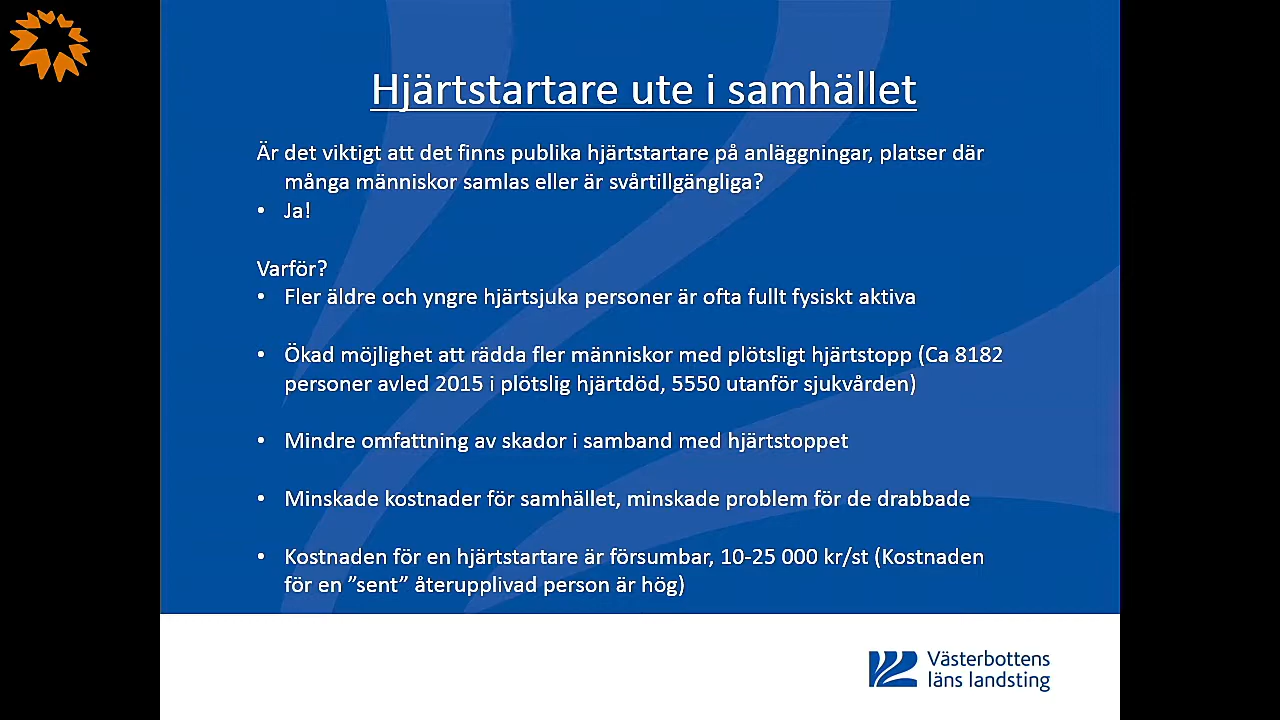 Hjärtstartare ute i samhället
Är det viktigt att det finns publika hjärtstartare på anläggningar, platser där
många människor samlas eller är svårtillgängliga?
• Ja!
Varför?
• Fler äldre och yngre hjärtsjuka personer är ofta fullt fysiskt aktiva
• Ökad möjlighet att rädda fler människor med plötsligt hjärtstopp (Ca 8182
personer avled 2015 i plötslig hjärtdöd, 5550 utanför sjukvården)
• Mindre omfattning av skador i samband med hjärtstoppet
• Minskade kostnader för samhället, minskade problem för de drabbade
• Kostnaden för en hjärtstartare är försumbar, 10-25 000 kr/st (Kostnaden
för en ”sent” återupplivad person är hög)
Västerbottens
läns landsting